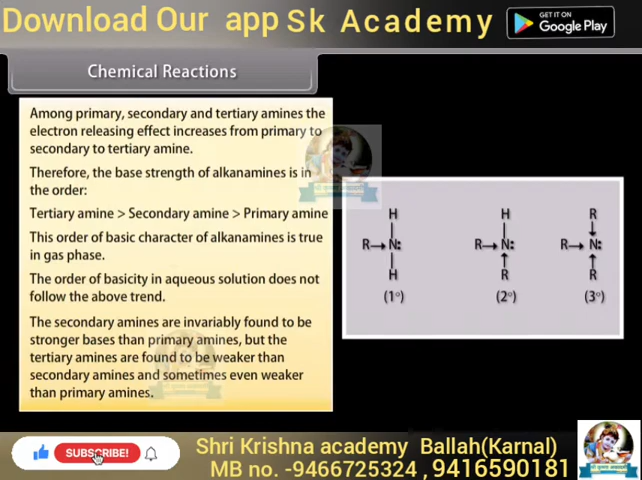 Download Our app Sk Academy
GET IT ON
Google Play
Chemical Reactions
Among primary, secondary and tertiary amines the
electron releasing effect increases from primary to
secondary to tertiary amine.
Therefore, the base strength of alkanamines is in
the order:
Tertiary amine > Secondary amine > Primary amine
This order of basic character of alkanamines is true
in gas phase.
The order of basicity in aqueous solution does not
follow the above trend.
The secondary amines are invariably found to be
stronger bases than primary amines, but the
tertiary amines are found to be weaker than
secondary amines and sometimes even weaker
than primary amines.
H H R
R→N: R→N: R→N:
H R R
(1°) (2°) (3°)
SUBSCRIBE!
Shri Krishna academy Ballah(Karnal)
MB no. -9466725324 , 9416590181